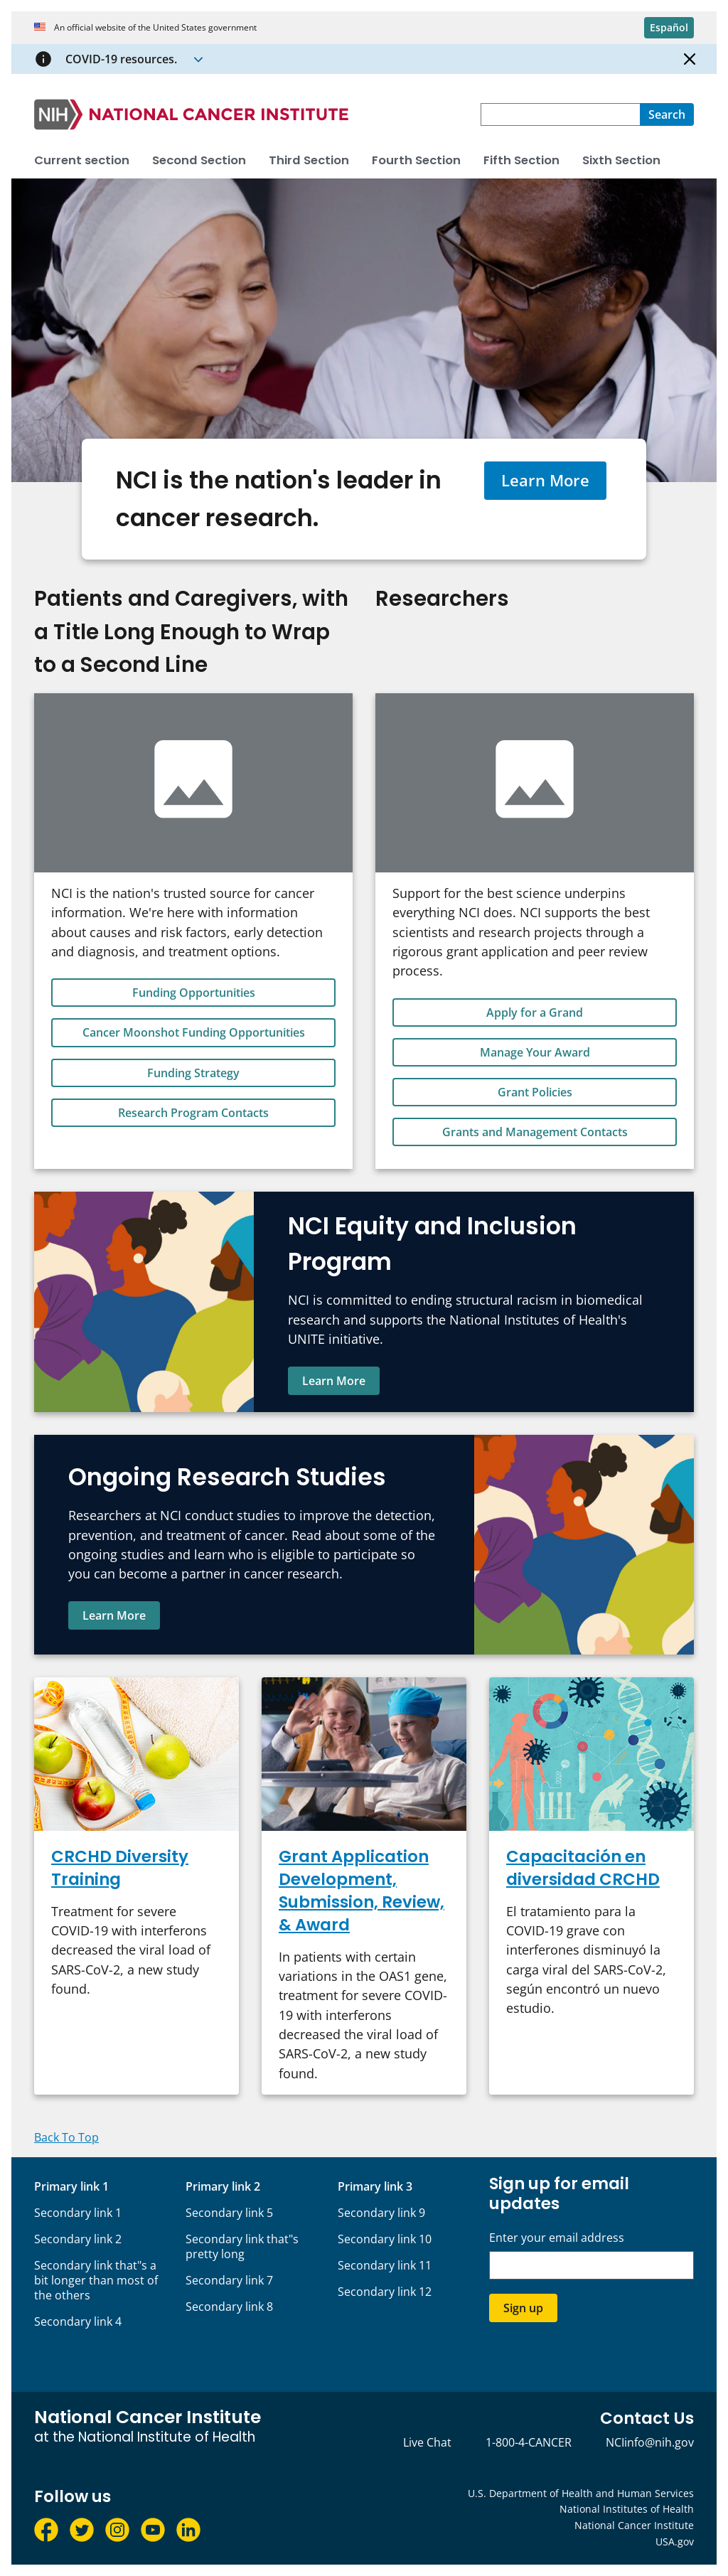 An official website of the United States government
Español
COVID-19 resources.
NIH NATIONAL CANCER INSTITUTE
Search
Current section
Second Section
Third Section
Fourth Section
Fifth Section
Sixth Section
NCI is the nation's leader in
cancer research.
Learn More
Patients and Caregivers, with
a Title Long Enough to Wrap
to a Second Line
NCI is the nation's trusted source for cancer
information. We're here with information
about causes and risk factors, early detection
and diagnosis, and treatment options.
Funding Opportunities
Cancer Moonshot Funding Opportunities
Funding Strategy
Research Program Contacts
Researchers
Support for the best science underpins
everything NCI does. NCI supports the best
scientists and research projects through a
rigorous grant application and peer review
process.
Apply for a Grand
Manage Your Award
Grant Policies
Grants and Management Contacts
NCI Equity and Inclusion
Program
NCI is committed to ending structural racism in biomedical
research and supports the National Institutes of Health's
UNITE initiative.
Learn More
Ongoing Research Studies
Researchers at NCI conduct studies to improve the detection,
prevention, and treatment of cancer. Read about some of the
ongoing studies and learn who is eligible to participate so
you can become a partner in cancer research.
Learn More
CRCHD Diversity
Training
Treatment for severe
COVID-19 with interferons
decreased the viral load of
SARS-CoV-2, a new study
found.
Grant Application
Development,
Submission, Review,
& Award
In patients with certain
variations in the OAS1 gene,
treatment for severe COVID-
19 with interferons
decreased the viral load of
SARS-CoV-2, a new study
found.
Capacitación en
diversidad CRCHD
El tratamiento para la
COVID-19 grave con
interferones disminuyó la
carga viral del SARS-CoV-2,
según encontró un nuevo
estudio.
Back To Top
Primary link 1
Secondary link 1
Secondary link 2
Secondary link that"s a
bit longer than most of
the others
Secondary link 4
Primary link 2
Secondary link 5
Secondary link that"s
pretty long
Secondary link 7
Secondary link 8
Primary link 3
Secondary link 9
Secondary link 10
Secondary link 11
Secondary link 12
Sign up for email
updates
Enter your email address
Sign up
National Cancer Institute
at the National Institute of Health
Contact Us
Live Chat
1-800-4-CANCER
NCIinfo@nih.gov
Follow us
U.S. Department of Health and Human Services
National Institutes of Health
National Cancer Institute
USA.gov